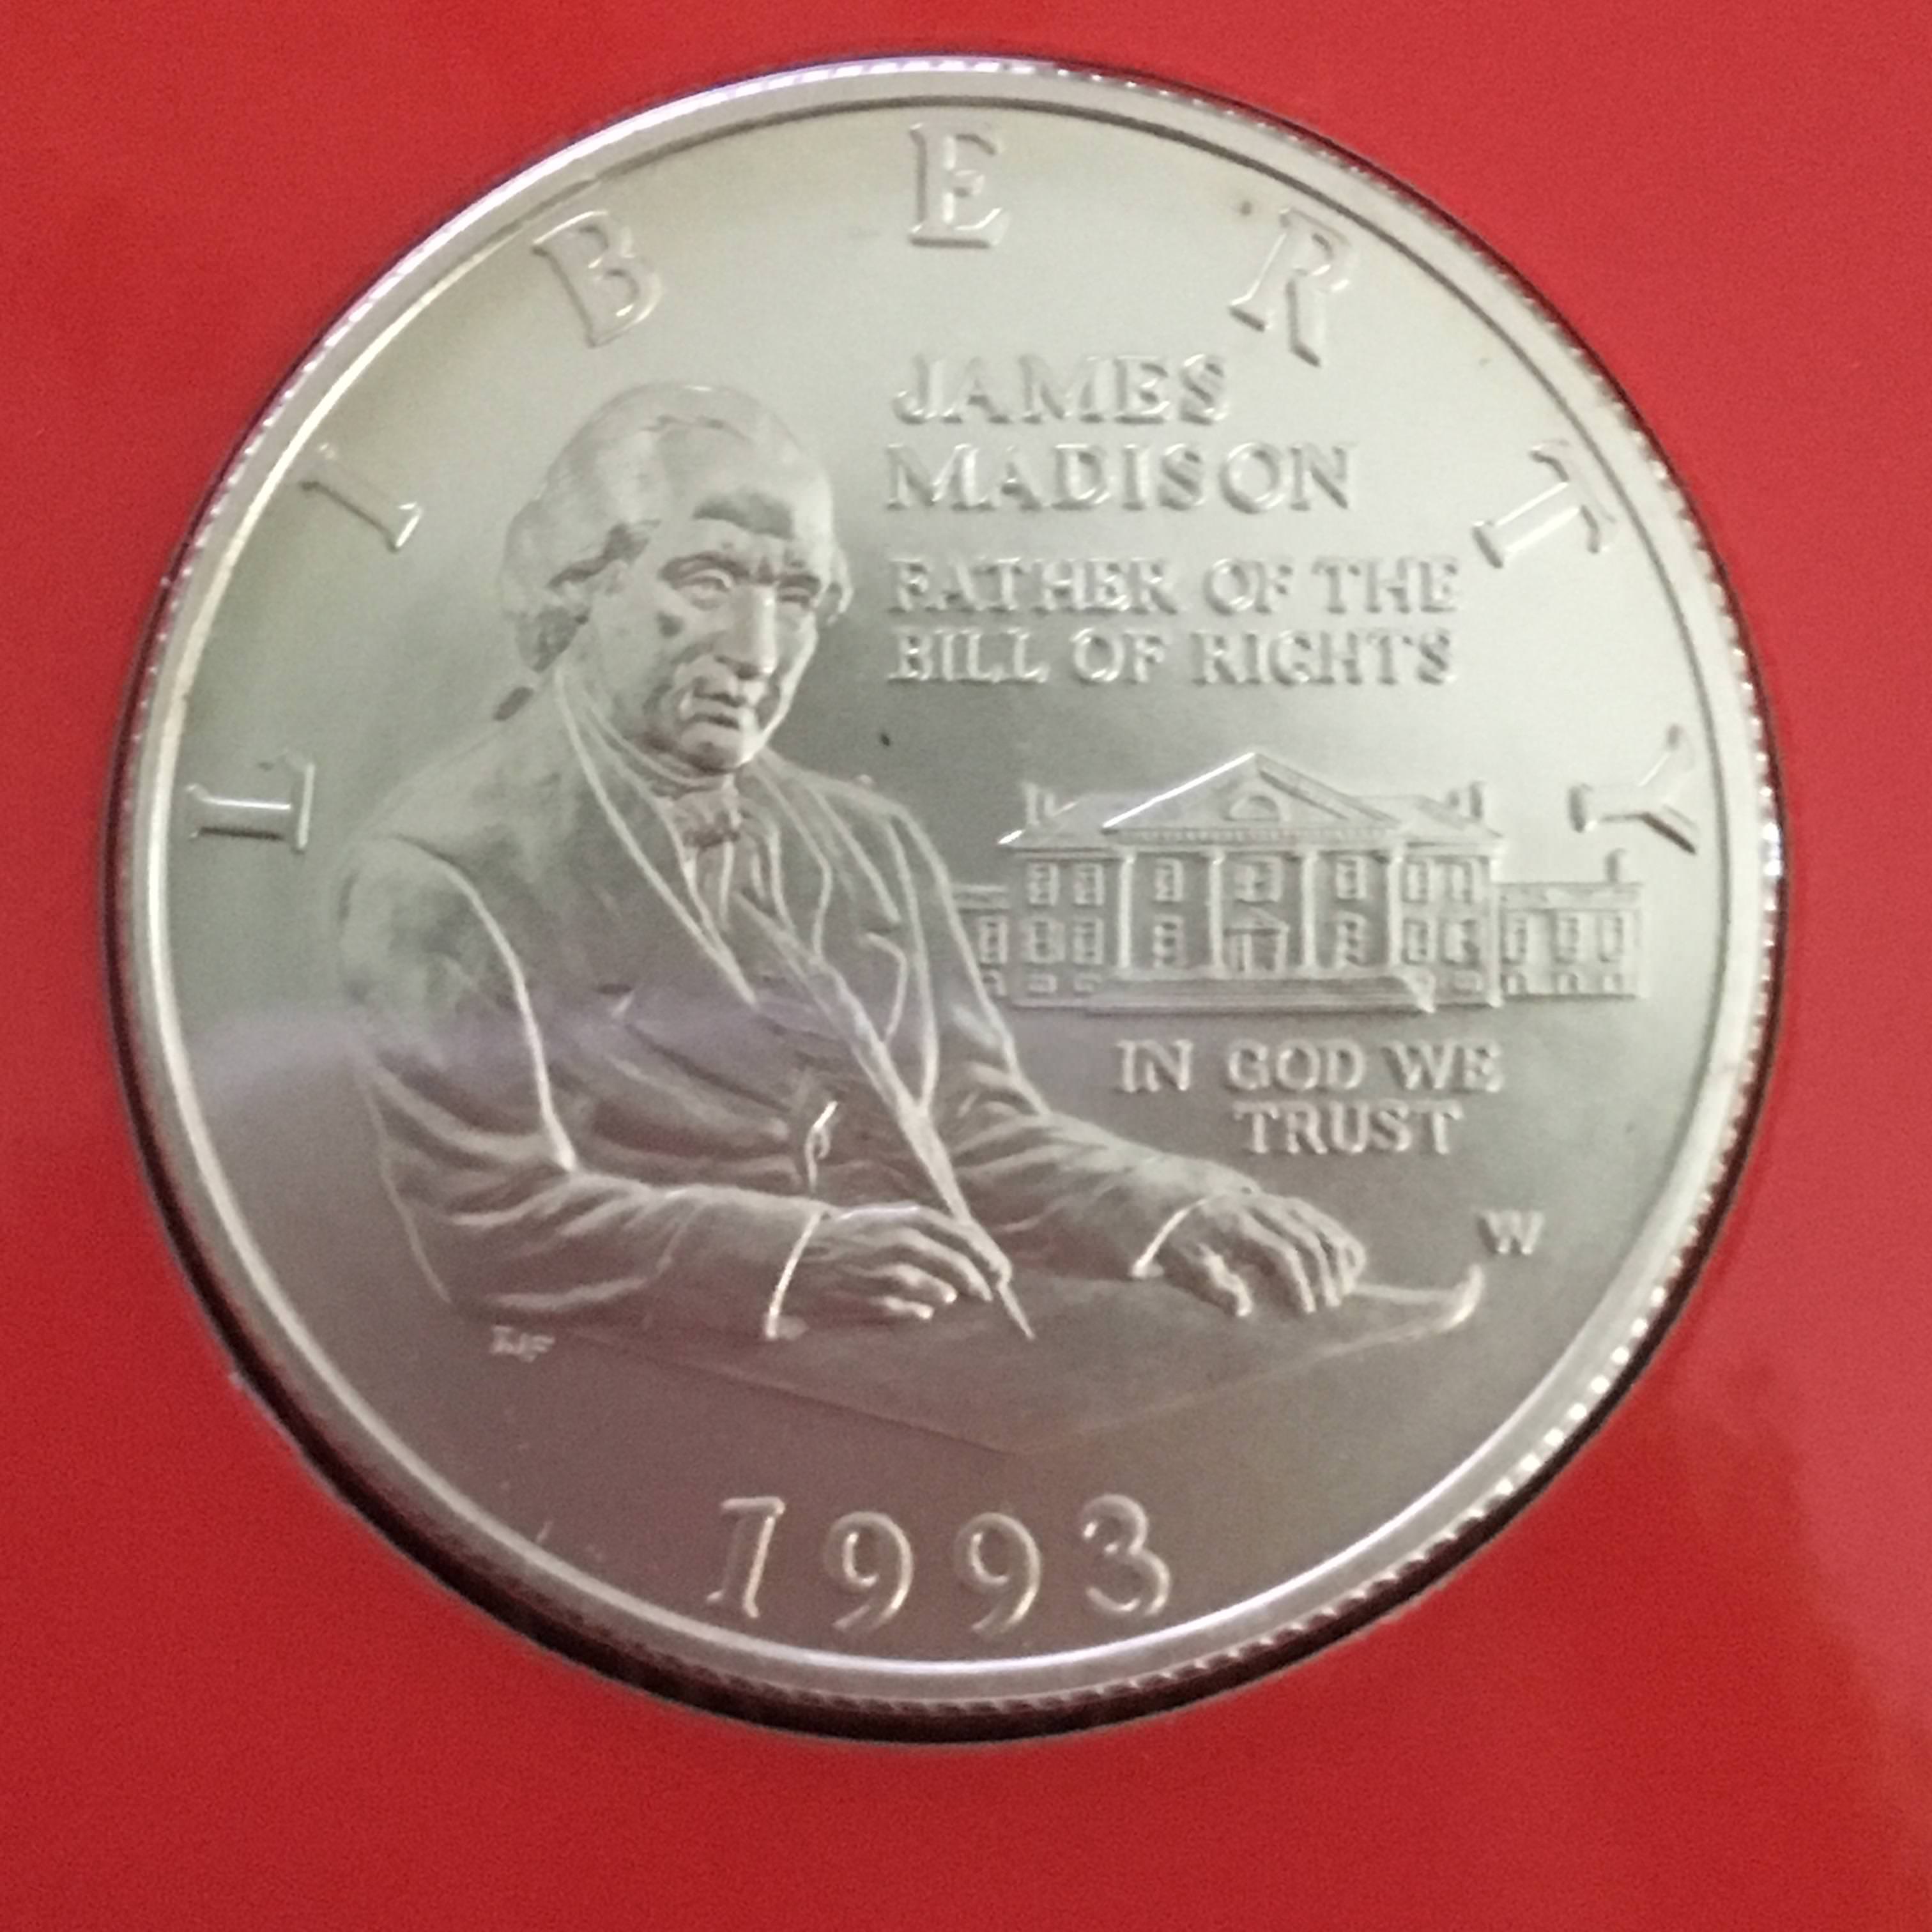 LIBERTY
JAMES
MADISON
FATHER OF THE
BILL OF RIGHTS
IN GOD WE
TRUST
W
1993